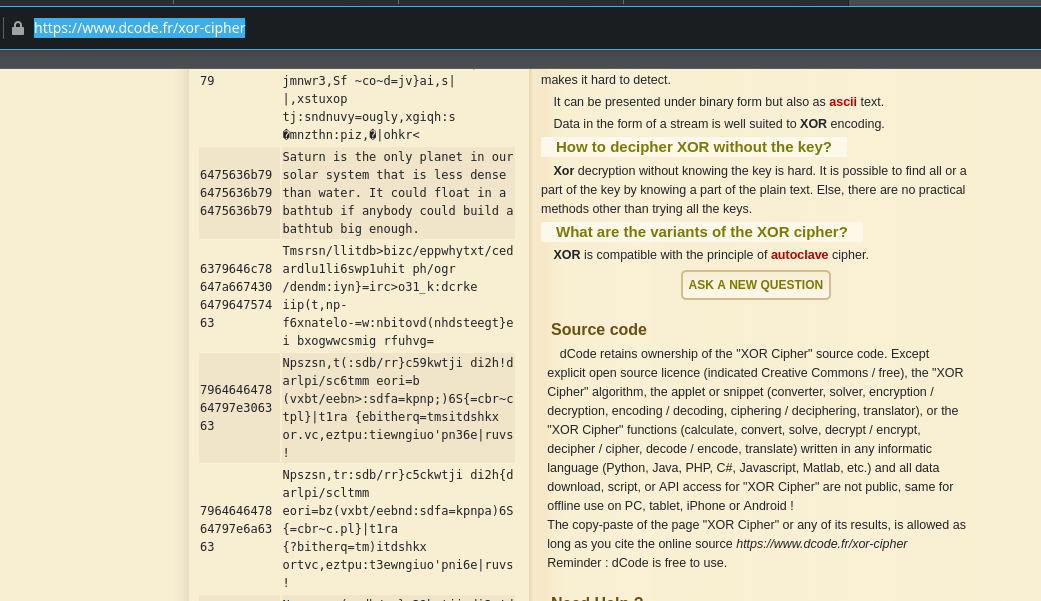 https://www.dcode.fr/xor-cipher
79
jmnwr3,Sf ~co~d=jv}ai,s|
|,xstuxop
tj:sndnuvy=ougly,xgiqh:s
�mnzthn:piz,�|ohkr<
6475636b79
6475636b79
6475636b79
Saturn is the only planet in our
solar system that is less dense
than water. It could float in a
bathtub if anybody could build a
bathtub big enough.
6379646c78
647a667430
6479647574
63
Tmsrsn/llitdb>bizc/eppwhytxt/ced
ardlu1li6swp1uhit ph/ogr
/dendm:iyn}=irc>o31_k:dcrke
iip(t,np-
f6xnatelo-=w:nbitovd(nhdsteegt}e
i bxogwwcsmig rfuhvg=
7964646478
64797e3063
63
Npszsn,t(:sdb/rr}c59kwtji di2h!d
arlpi/sc6tmm eori=b
(vxbt/eebn>:sdfa=kpnp;)6S{=cbr~c
tpl}|t1ra {ebitherq=tmsitdshkx
or.vc,eztpu:tiewngiuo'pn36e|ruvs
!
7964646478
64797e6a63
63
Npszsn,tr:sdb/rr}c5ckwtji di2h{d
arlpi/scltmm
eori=bz(vxbt/eebnd:sdfa=kpnpa)6S
{=cbr~c.pl}|t1ra
{?bitherq=tm)itdshkx
ortvc,eztpu:t3ewngiuo'pni6e|ruvs
!
makes it hard to detect.
It can be presented under binary form but also as ascii text.
Data in the form of a stream is well suited to XOR encoding.
How to decipher XOR without the key?
Xor decryption without knowing the key is hard. It is possible to find all or a
part of the key by knowing a part of the plain text. Else, there are no practical
methods other than trying all the keys.
What are the variants of the XOR cipher?
XOR is compatible with the principle of autoclave cipher.
ASK A NEW QUESTION
Source code
dCode retains ownership of the "XOR Cipher" source code. Except
explicit open source licence (indicated Creative Commons / free), the "XOR
Cipher" algorithm, the applet or snippet (converter, solver, encryption /
decryption, encoding / decoding, ciphering / deciphering, translator), or the
"XOR Cipher" functions (calculate, convert, solve, decrypt / encrypt,
decipher / cipher, decode / encode, translate) written in any informatic
language (Python, Java, PHP, C#, Javascript, Matlab, etc.) and all data
download, script, or API access for "XOR Cipher" are not public, same for
offline use on PC, tablet, iPhone or Android !
The copy-paste of the page "XOR Cipher" or any of its results, is allowed as
long as you cite the online source https://www.dcode.fr/xor-cipher
Reminder : dCode is free to use.
Need Help ?